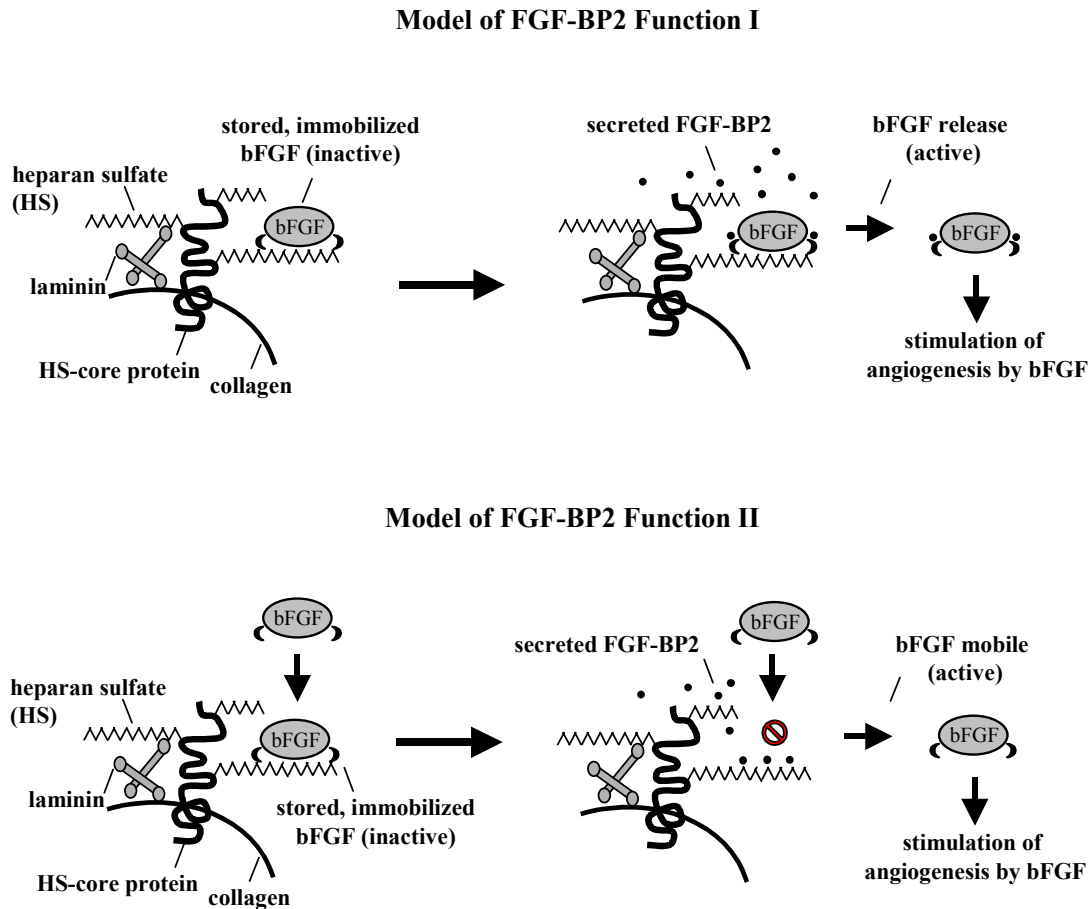 Model of FGF-BP2 Function I
stored, immobilized
bFGF (inactive)
heparan sulfate
(HS)
bFGF
laminin
HS-core protein
collagen
secreted FGF-BP2
bFGF release
(active)
bFGF
bFGF
stimulation of
angiogenesis by bFGF
Model of FGF-BP2 Function II
bFGF
heparan sulfate
(HS)
bFGF
laminin
stored, immobilized
bFGF (inactive)
HS-core protein
collagen
bFGF
secreted FGF-BP2
bFGF mobile
(active)
bFGF
stimulation of
angiogenesis by bFGF